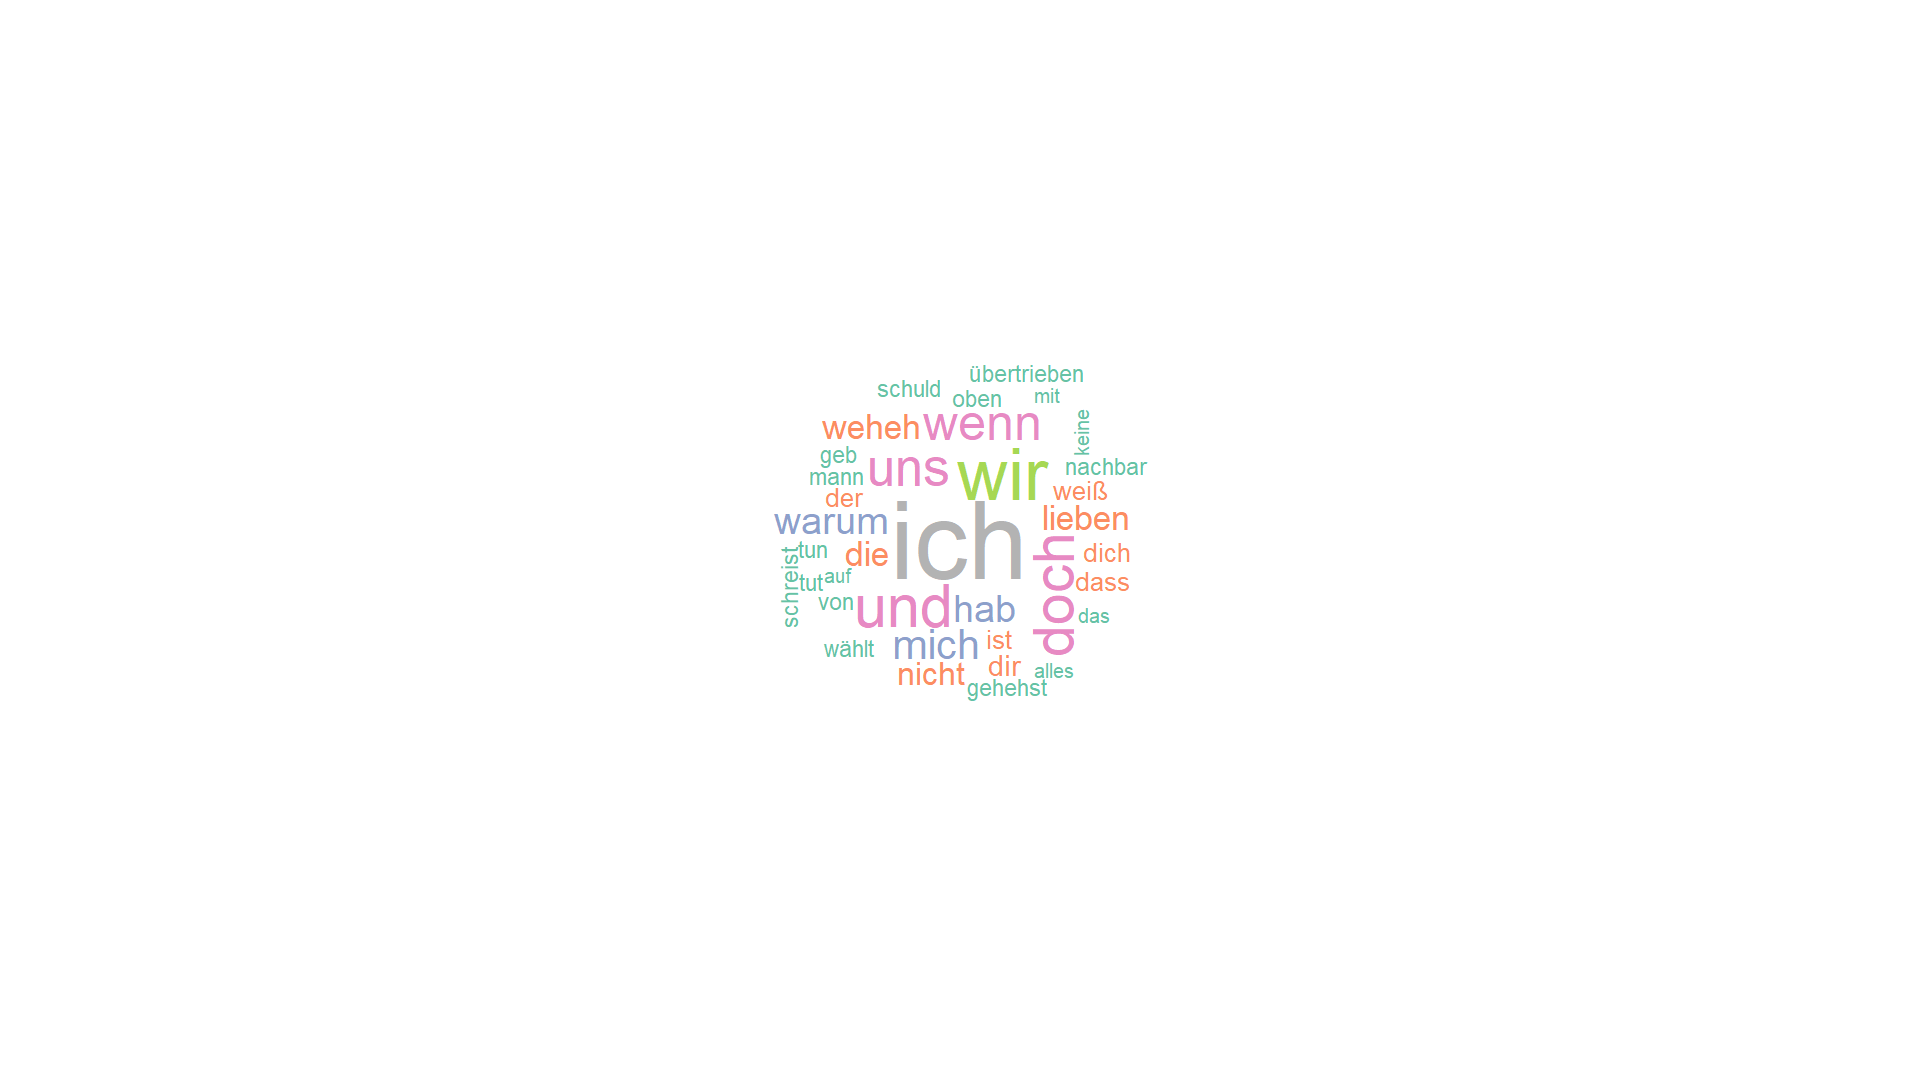 übertrieben
schuld
oben
mit
weheh
wenn
keine
geb
uns
wir
nachbar
mann
weiß
der
warum
ich
lieben
tun
die
doch
dich
schreist
tut
auf
dass
von
und
hab
das
wählt
mich
ist
nicht
dir
alles
gehehst